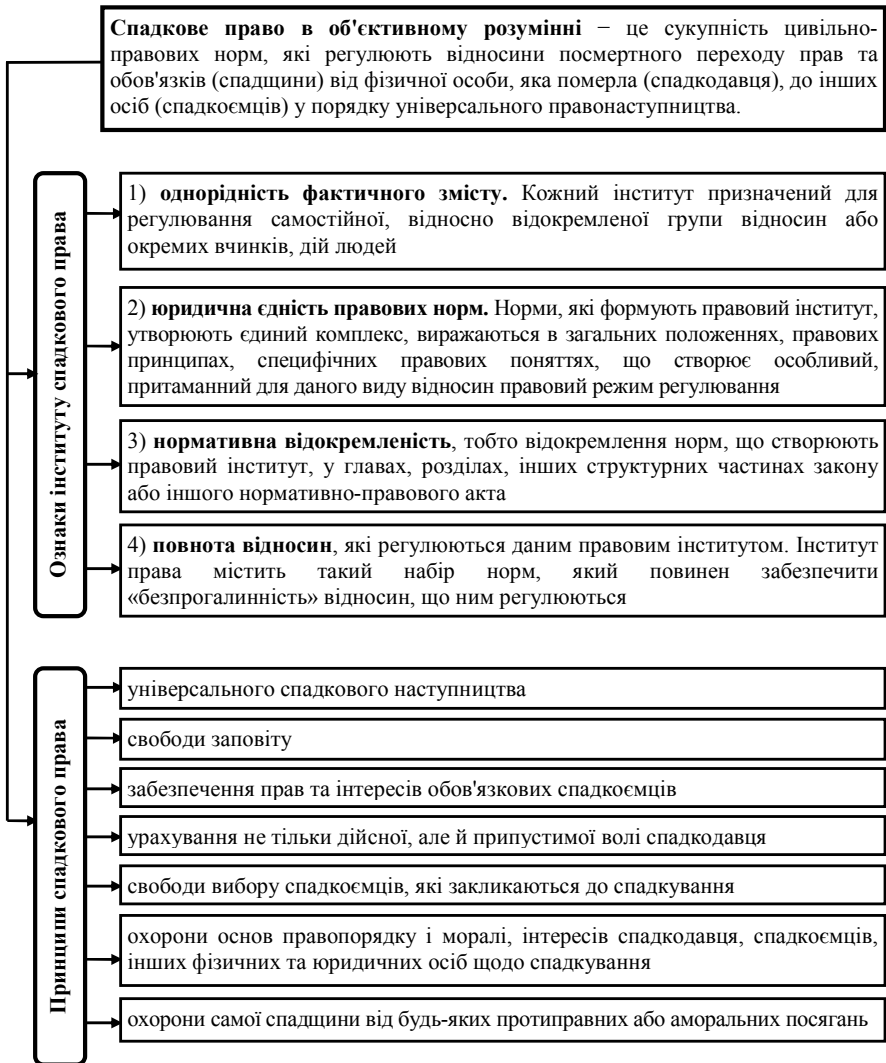 Спадкове право в об'єктивному розумінні − це сукупність цивільно-
правових норм, які регулюють відносини посмертного переходу прав та
обов'язків (спадщини) від фізичної особи, яка померла (спадкодавця), до інших
осіб (спадкоємців) у порядку універсального правонаступництва.
Ознаки інституту спадкового права
1) однорідність фактичного змісту. Кожний інститут призначений для
регулювання самостійної, відносно відокремленої групи відносин або
окремих вчинків, дій людей
2) юридична єдність правових норм. Норми, які формують правовий інститут,
утворюють єдиний комплекс, виражаються в загальних положеннях, правових
принципах, специфічних правових поняттях, що створює особливий,
притаманний для даного виду відносин правовий режим регулювання
3) нормативна відокремленість, тобто відокремлення норм, що створюють
правовий інститут, у главах, розділах, інших структурних частинах закону
або іншого нормативно-правового акта
4) повнота відносин, які регулюються даним правовим інститутом. Інститут
права містить такий набір норм, який повинен забезпечити
«безпрогалинність» відносин, що ним регулюються
Принципи спадкового права
універсального спадкового наступництва
свободи заповіту
забезпечення прав та інтересів обов'язкових спадкоємців
урахування не тільки дійсної, але й припустимої волі спадкодавця
свободи вибору спадкоємців, які закликаються до спадкування
охорони основ правопорядку і моралі, інтересів спадкодавця, спадкоємців,
інших фізичних та юридичних осіб щодо спадкування
охорони самої спадщини від будь-яких протиправних або аморальних посягань